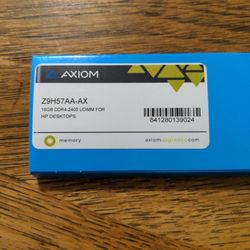 AXIOM
Z9H57AA-AX
16GB DDR4-2400 UDIMM FOR
HP DESKTOPS
841280139024
memory
axiomupgrades.com